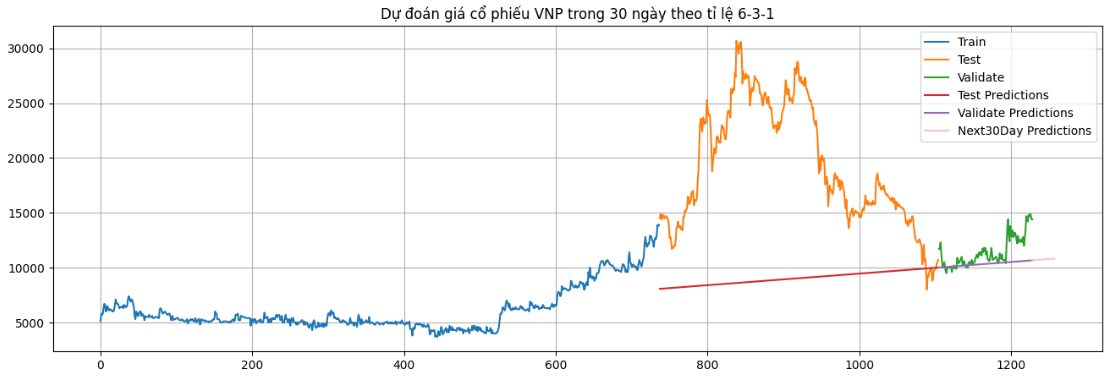 Dự đoán giá cổ phiếu VNP trong 30 ngày theo tỉ lệ 6-3-1
30000
25000
20000
15000
10000
5000
0
200
400
600
800
1000
1200
Train
Test
Validate
Test Predictions
Validate Predictions
Next30Day Predictions